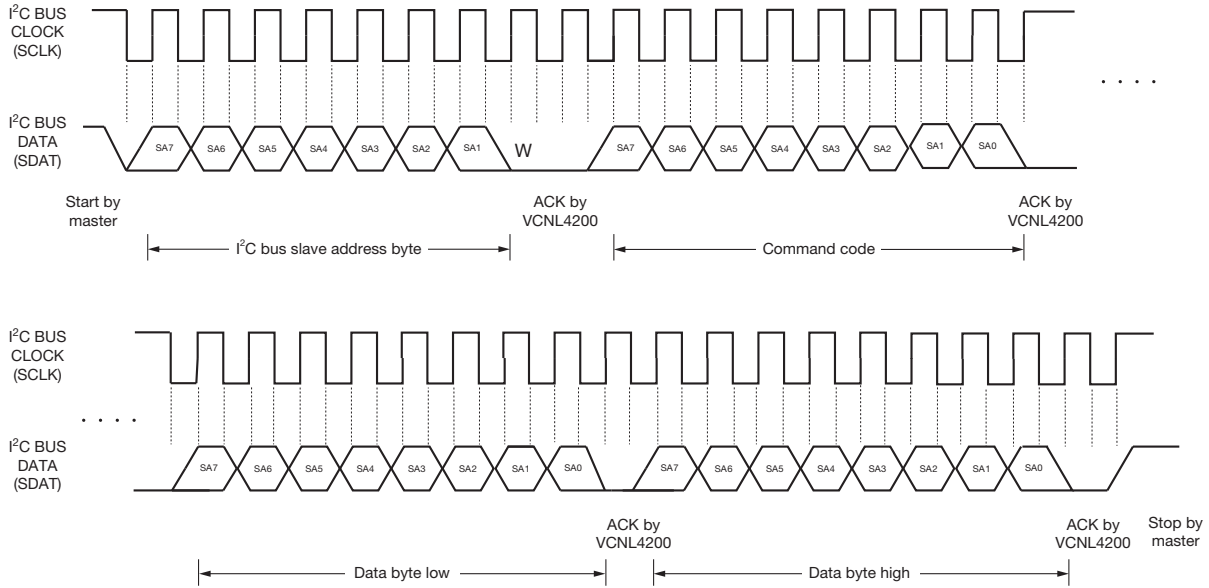 I²C BUS
CLOCK
(SCLK)
. . . .
I²C BUS
DATA
(SDAT)
SA7 SA6 SA5 SA4 SA3 SA2 SA1 W SA7 SA6 SA5 SA4 SA3 SA2 SA1 SA0
Start by
master
ACK by
VCNL4200
ACK by
VCNL4200
I²C bus slave address byte
Command code
I²C BUS
CLOCK
(SCLK)
. . . .
I²C BUS
DATA
(SDAT)
SA7 SA6 SA5 SA4 SA3 SA2 SA1 SA0 SA7 SA6 SA5 SA4 SA3 SA2 SA1 SA0
ACK by
VCNL4200
ACK by
VCNL4200
Stop by
master
Data byte low
Data byte high